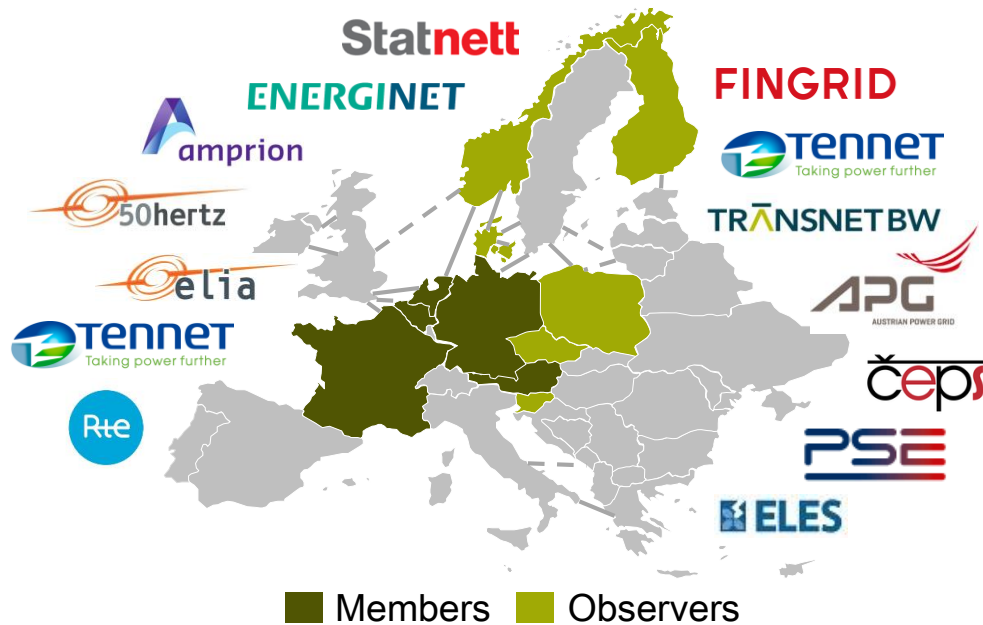 Statnett
ENERGINET
FINGRID
amprion
TENNET
Taking power further
50hertz
TRANSNET BW
elia
APG
AUSTRIAN POWER GRID
TENNET
Taking power further
čeps
Rte
PSE
ELES
Members
Observers